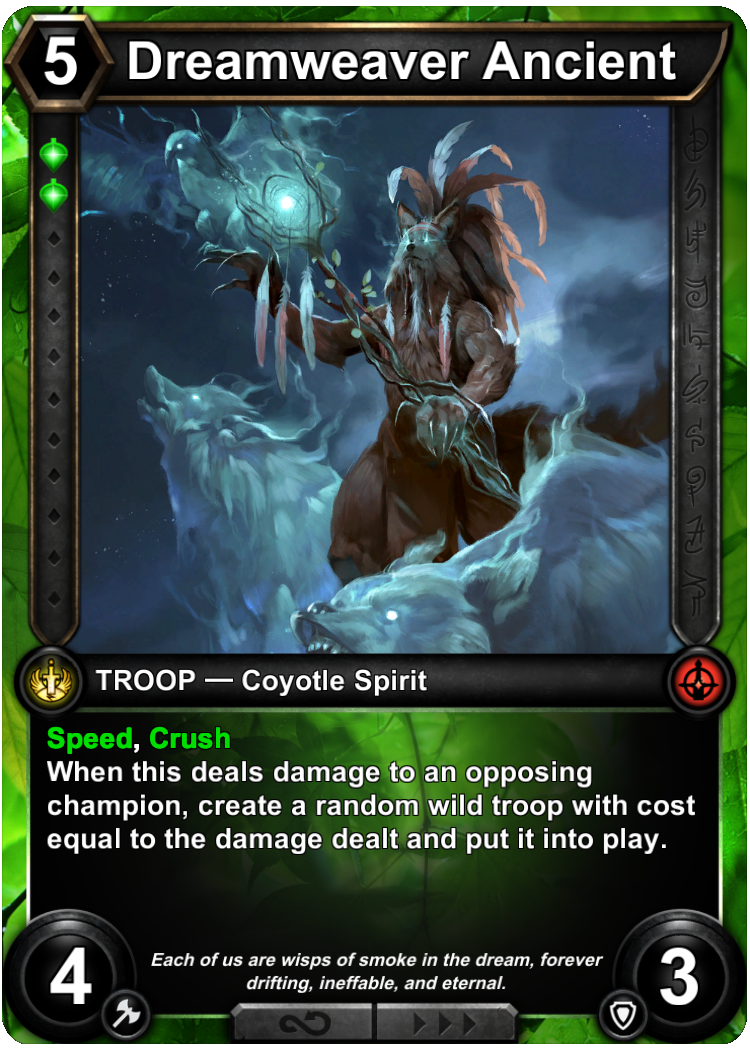 5
Dreamweaver Ancient
TROOP — Coyotle Spirit
Speed, Crush
When this deals damage to an opposing
champion, create a random wild troop with cost
equal to the damage dealt and put it into play.
Each of us are wisps of smoke in the dream, forever
drifting, ineffable, and eternal.
4
3